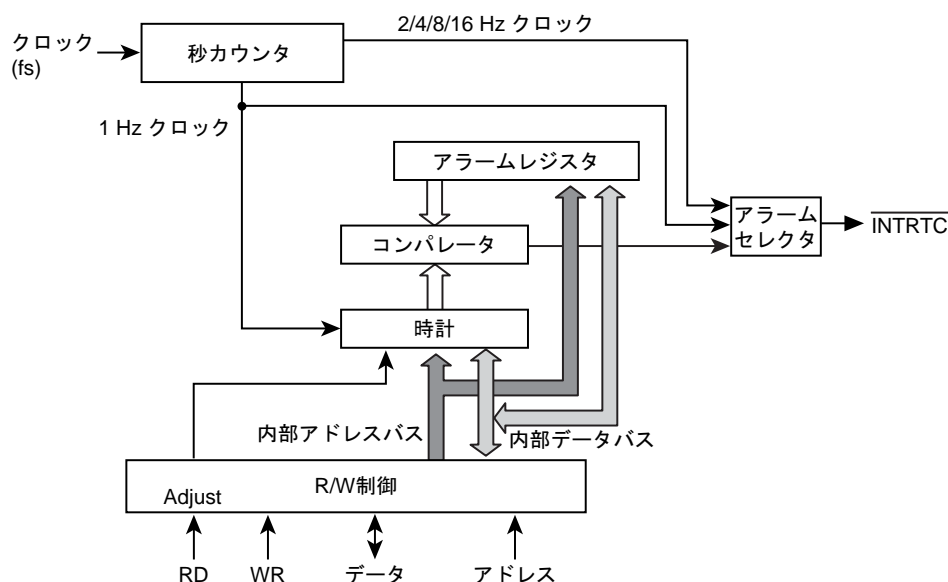 2/4/8/16 Hz クロック
クロック
(fs)
秒カウンタ
1 Hz クロック
アラームレジスタ
アラーム
セレクタ
INTRTC
コンパレータ
時計
内部アドレスバス
内部データバス
R/W制御
Adjust
RD
WR
データ
アドレス